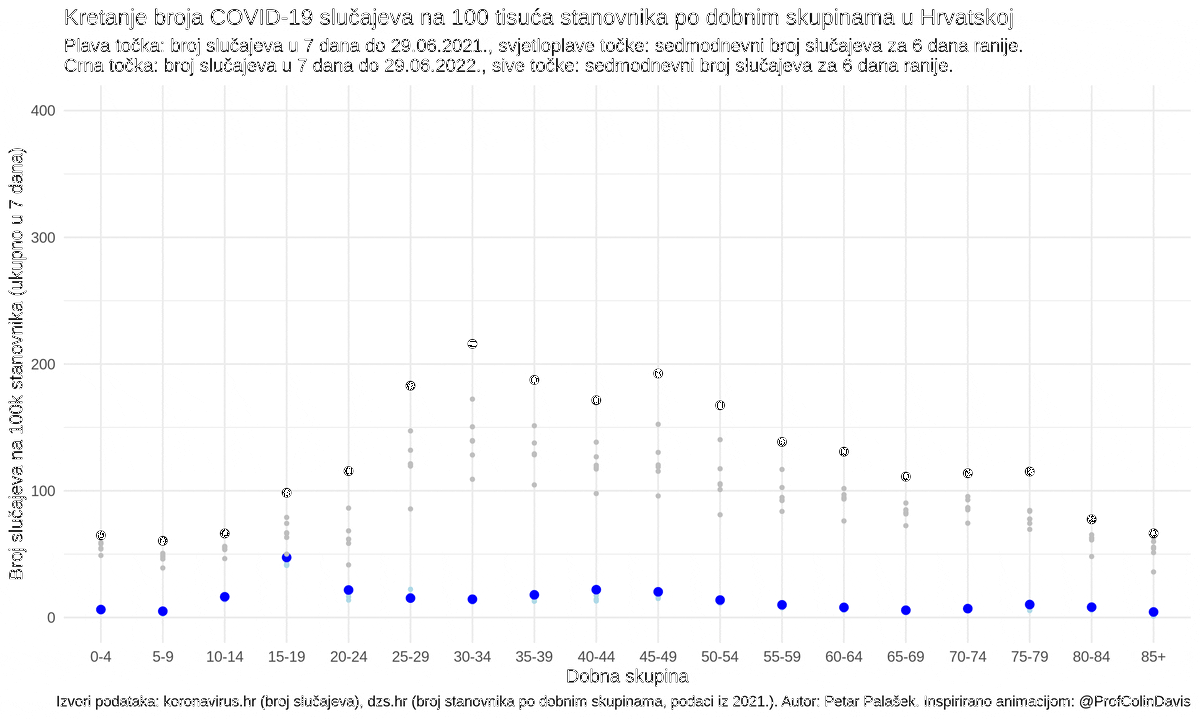 Kretanje broja COVID-19 slučajeva na 100 tisuća stanovnika po dobnim skupinama u Hrvatskoj
Plava točka: broj slučajeva u 7 dana do 29.06.2021., svjetloplave točke: sedmodnevni broj slučajeva za 6 dana ranije.
Crna točka: broj slučajeva u 7 dana do 29.06.2022., sive točke: sedmodnevni broj slučajeva za 6 dana ranije.
Broj slučajeva na 100k stanovnika (ukupno u 7 dana)
400
300
200
100
0
0-4 5-9 10-14 15-19 20-24 25-29 30-34 35-39 40-44 45-49 50-54 55-59 60-64 65-69 70-74 75-79 80-84 85+
Dobna skupina
Izvori podataka: koronavirus.hr (broj slučajeva), dzs.hr (broj stanovnika po dobnim skupinama, podaci iz 2021.). Autor: Petar Palašek. Inspirirano animacijom: @ProfColinDavis